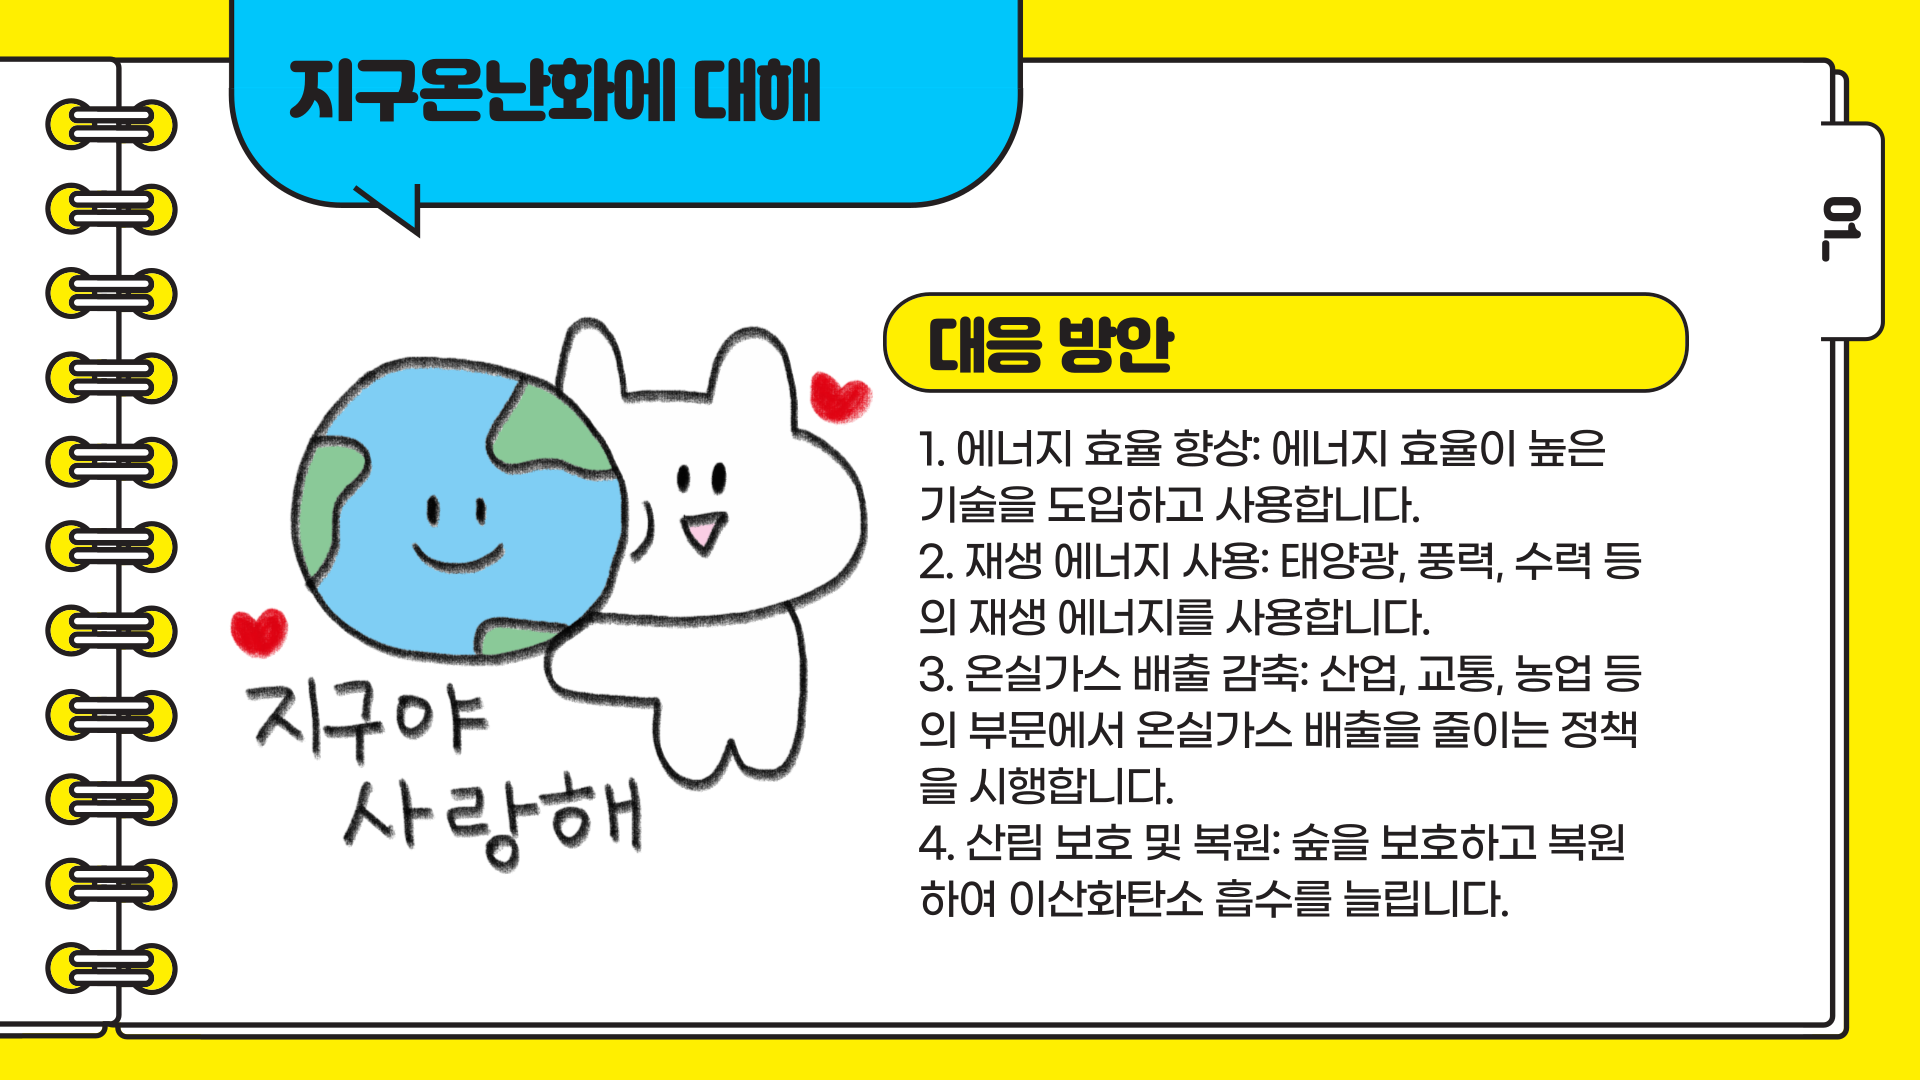 지구온난화에 대해
01_
대응 방안
1. 에너지 효율 향상: 에너지 효율이 높은
기술을 도입하고 사용합니다.
2. 재생 에너지 사용: 태양광, 풍력, 수력 등
의 재생 에너지를 사용합니다.
3. 온실가스 배출 감축: 산업, 교통, 농업 등
의 부문에서 온실가스 배출을 줄이는 정책
을 시행합니다.
4. 산림 보호 및 복원: 숲을 보호하고 복원
하여 이산화탄소 흡수를 늘립니다.
지구야
사랑해